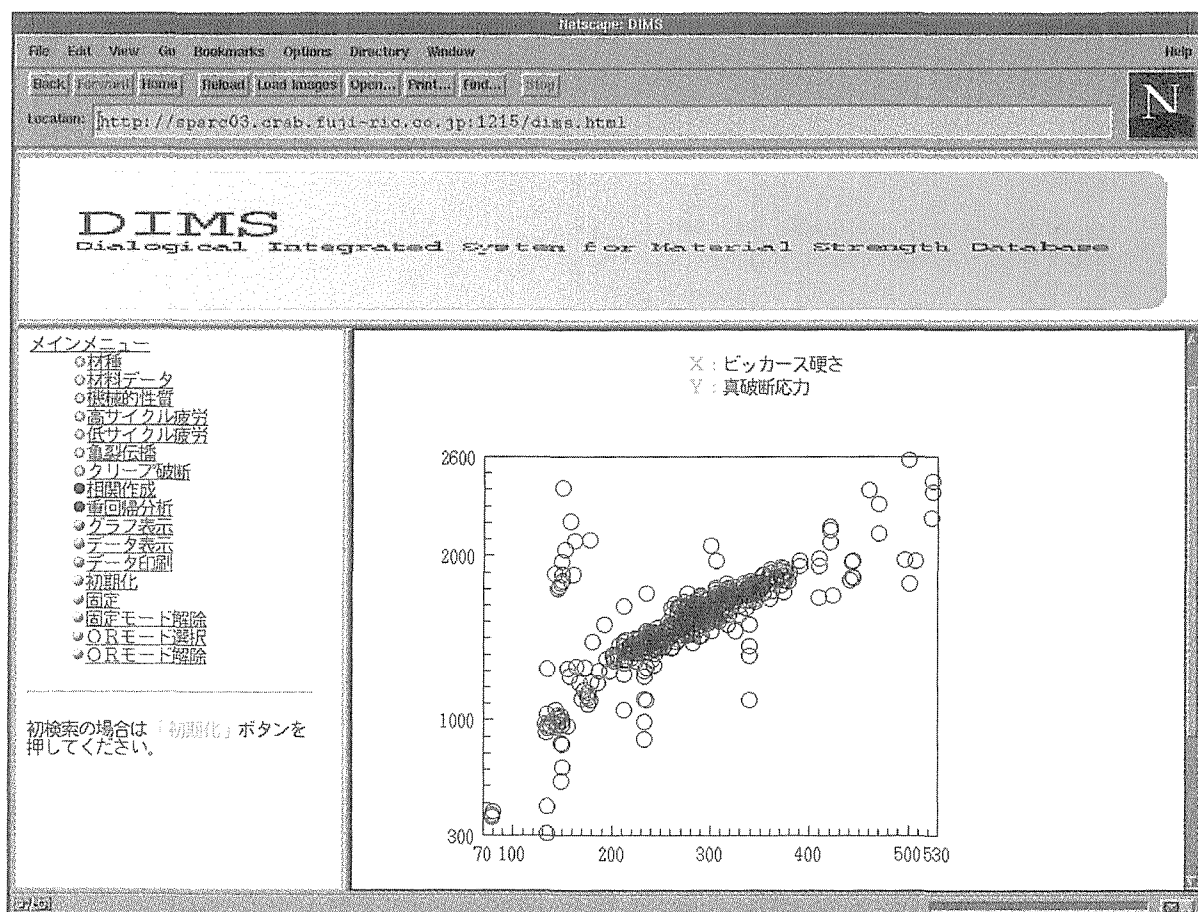 Netscape: DIMS
File Edit View Go Bookmarks Options Directory Window Help
Back Forward Home Reload Load Images Open... Print... Find... Stop
Location: http://sparc03.crab.fuji-ric.co.jp:1215/dims.html
N
DIMS
Dialogical Integrated System for Material Strength Database
メインメニュー
材種
材料データ
機械的性質
高サイクル疲労
低サイクル疲労
亀裂伝播
クリープ破断
相関作成
重回帰分析
グラフ表示
データ表示
データ印刷
初期化
固定
固定モード解除
ORモード選択
ORモード解除
初検索の場合は「初期化」ボタンを
押してください。
X：ビッカース硬さ
Y：真破断応力
2600
2000
1000
300
70 100 200 300 400 500 530